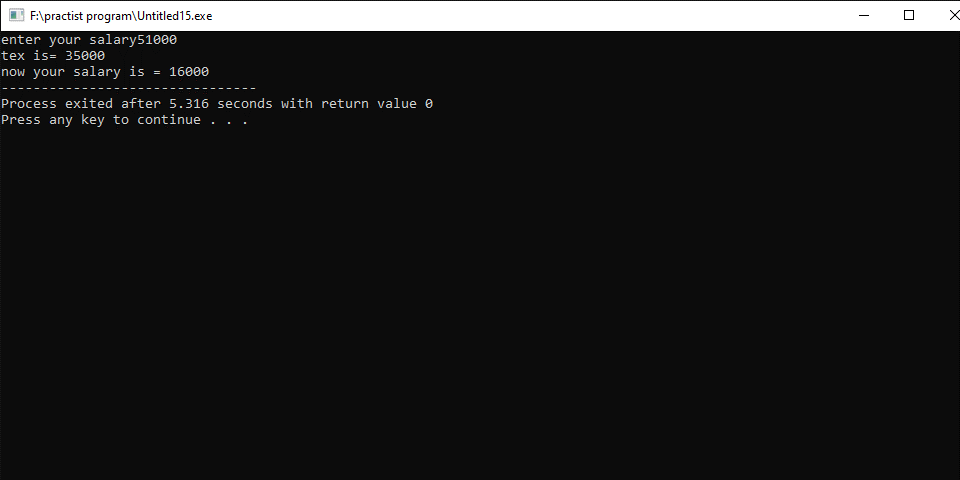 F:\practist program\Untitled15.exe
enter your salary51000
tex is= 35000
now your salary is = 16000
--------------------------------
Process exited after 5.316 seconds with return value 0
Press any key to continue . . .